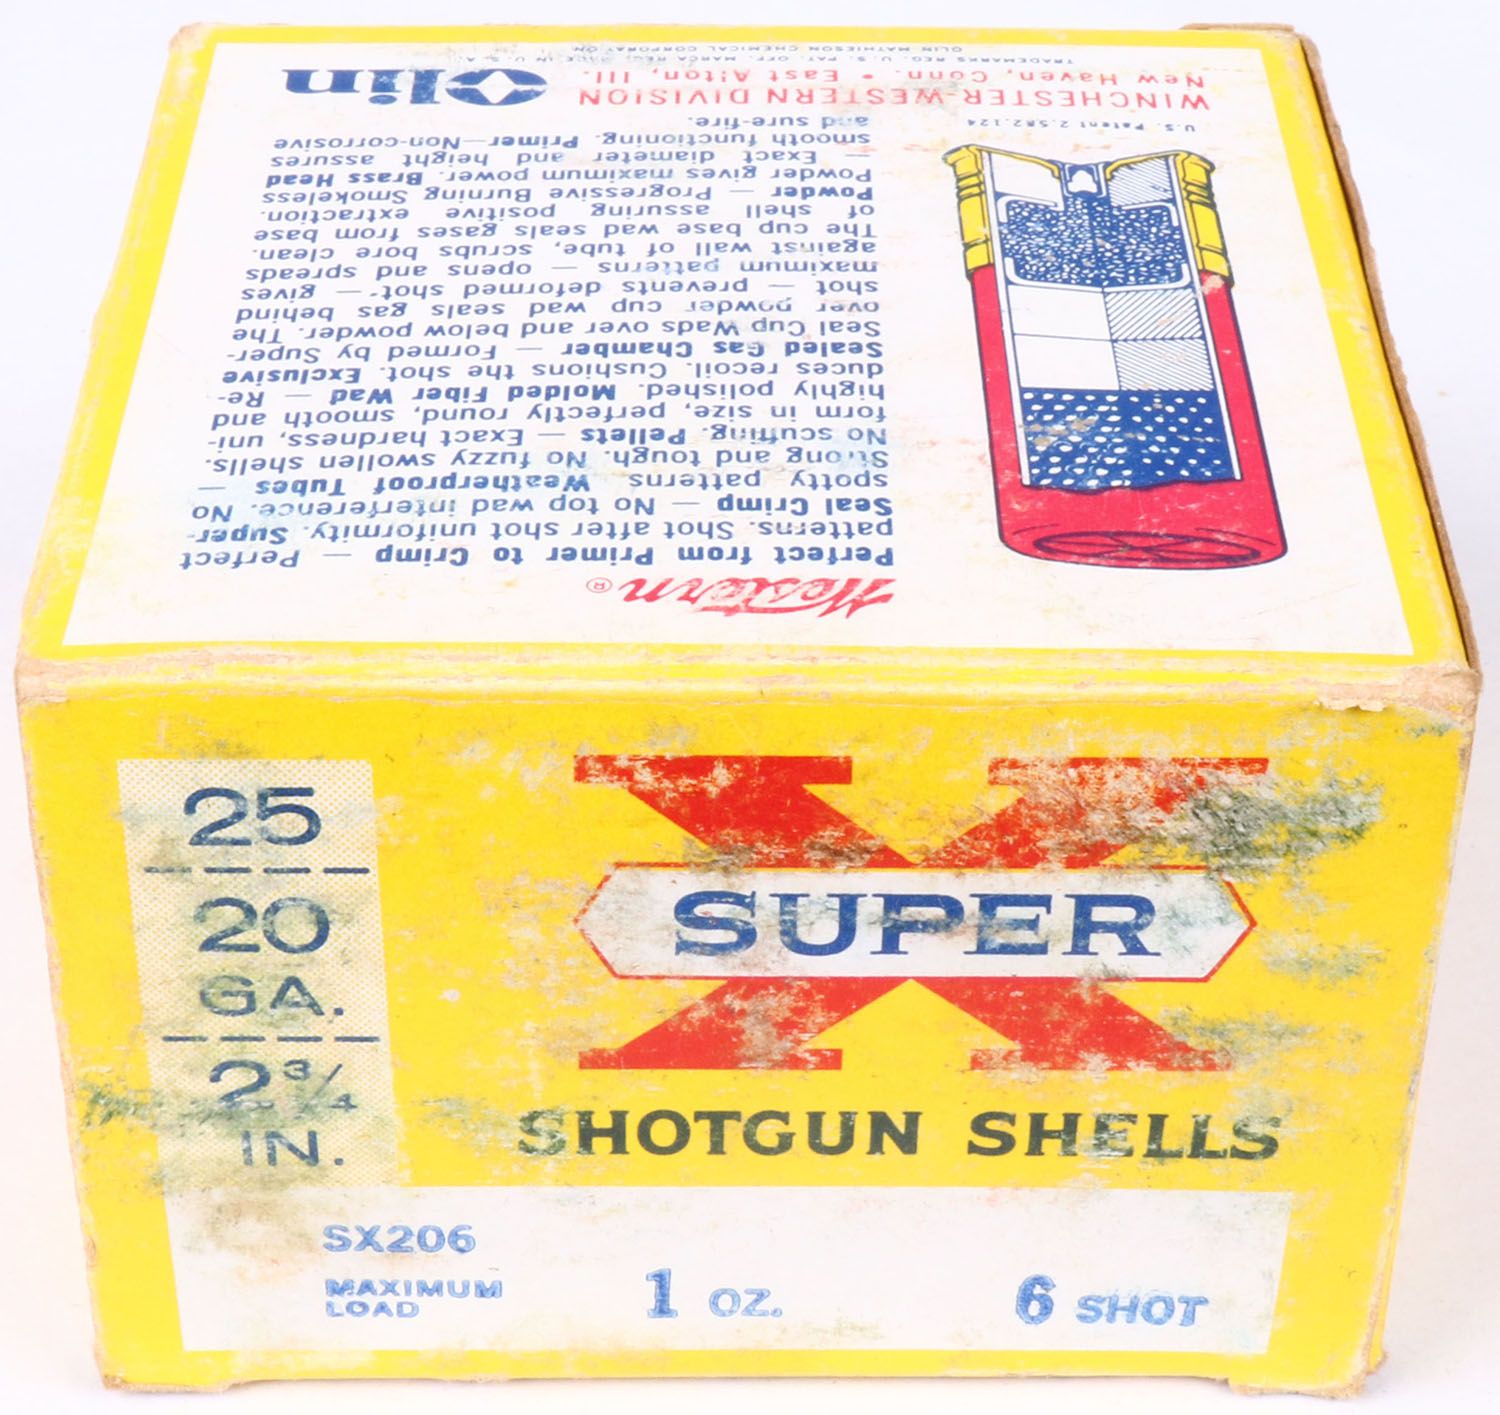 Western®
Perfect from Primer to Crimp — Perfect
patterns. Shot after shot uniformity. Super-
Seal Crimp — No top wad interference. No
spotty patterns. Weatherproof Tubes —
Strong and tough. No fuzzy swollen shells.
No scuffing. Pellets — Exact hardness, uni-
form in size, perfectly round, smooth and
highly polished. Molded Fiber Wad — Re-
duces recoil. Cushions the shot. Exclusive
Sealed Gas Chamber — Formed by Super-
Seal Cup Wads over and below powder. The
over powder cup wad seals gas behind
shot — prevents deformed shot — gives
maximum patterns — opens and spreads
against wall of tube, scrubs bore clean.
The cup base wad seals gases from base
of shell assuring positive extraction.
Powder — Progressive Burning Smokeless
Powder gives maximum power. Brass Head
— Exact diameter and height assures
smooth functioning. Primer—Non-corrosive
and sure-fire.
U.S. Patent 2,582,124
WINCHESTER-WESTERN DIVISION
New Haven, Conn. • East Alton, Ill.
Olin
TRADEMARKS REG. U.S. PAT. OFF. MARCA REG. MADE IN U.S.A.
OLIN MATHIESON CHEMICAL CORPORATION
25
20
GA.
2 3/4
IN.
X
SUPER
SHOTGUN SHELLS
SX206
MAXIMUM
LOAD
1 OZ.
6 SHOT